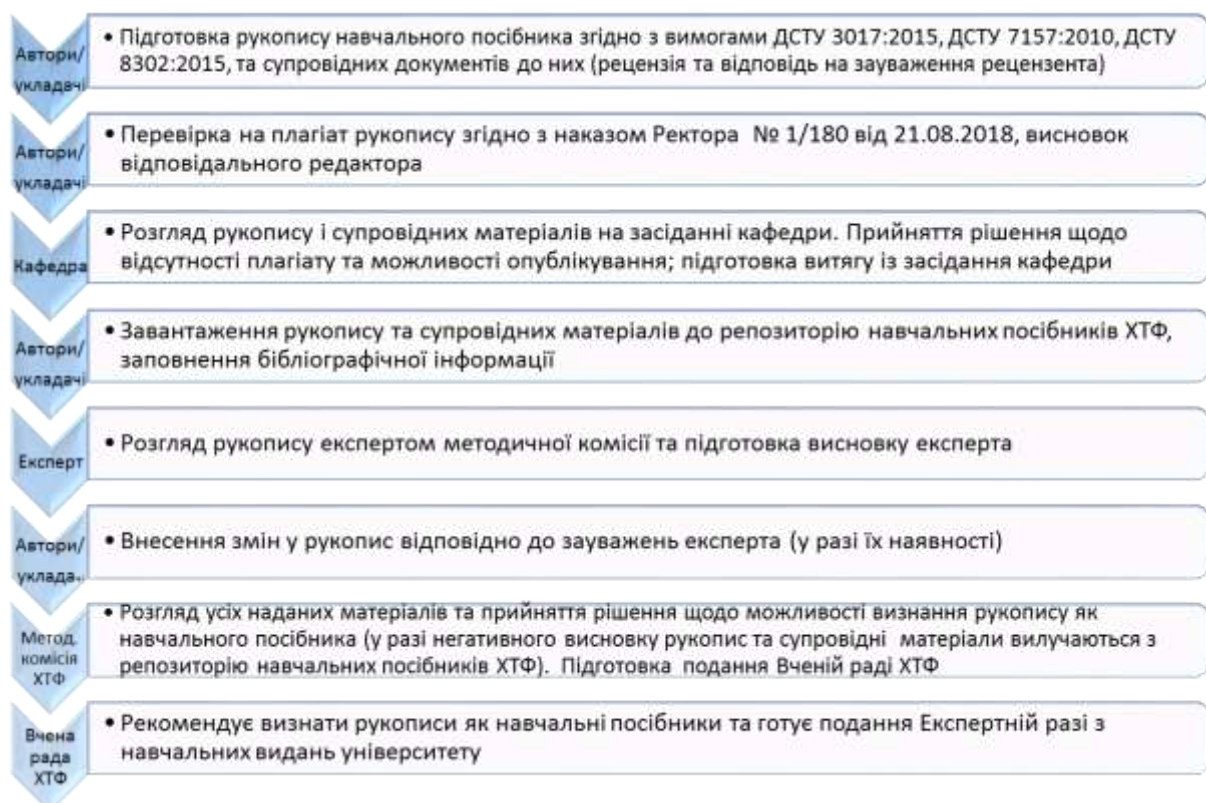 Автори/
укладачі
• Підготовка рукопису навчального посібника згідно з вимогами ДСТУ 3017:2015, ДСТУ 7157:2010, ДСТУ
8302:2015, та супровідних документів до них (рецензія та відповідь на зауваження рецензента)
Автори/
укладачі
• Перевірка на плагіат рукопису згідно з наказом Ректора № 1/180 від 21.08.2018, висновок
відповідального редактора
Кафедра
• Розгляд рукопису і супровідних матеріалів на засіданні кафедри. Прийняття рішення щодо
відсутності плагіату та можливості опублікування; підготовка витягу із засідання кафедри
Автори/
укладачі
• Завантаження рукопису та супровідних матеріалів до репозиторію навчальних посібників ХТФ,
заповнення бібліографічної інформації
Експерт
• Розгляд рукопису експертом методичної комісії та підготовка висновку експерта
Автори/
укладачі
• Внесення змін у рукопис відповідно до зауважень експерта (у разі їх наявності)
Метод.
комісія
ХТФ
• Розгляд усіх наданих матеріалів та прийняття рішення щодо можливості визнання рукопису як
навчального посібника (у разі негативного висновку рукопис та супровідні матеріали вилучаються з
репозиторію навчальних посібників ХТФ). Підготовка подання Вченій раді ХТФ
Вчена
рада
ХТФ
• Рекомендує визнати рукописи як навчальні посібники та готує подання Експертній разі з
навчальних видань університету